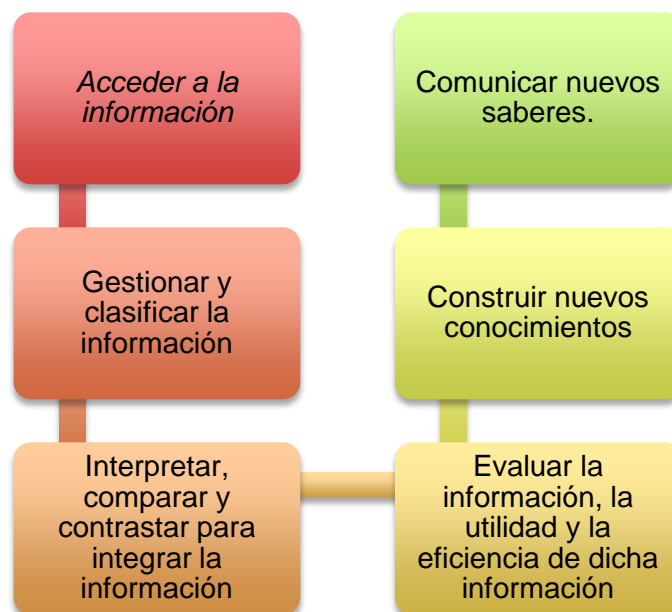 Acceder a la
información
Gestionar y
clasificar la
información
Interpretar,
comparar y
contrastar para
integrar la
información
Evaluar la
información, la
utilidad y la
eficiencia de dicha
información
Construir nuevos
conocimientos
Comunicar nuevos
saberes.